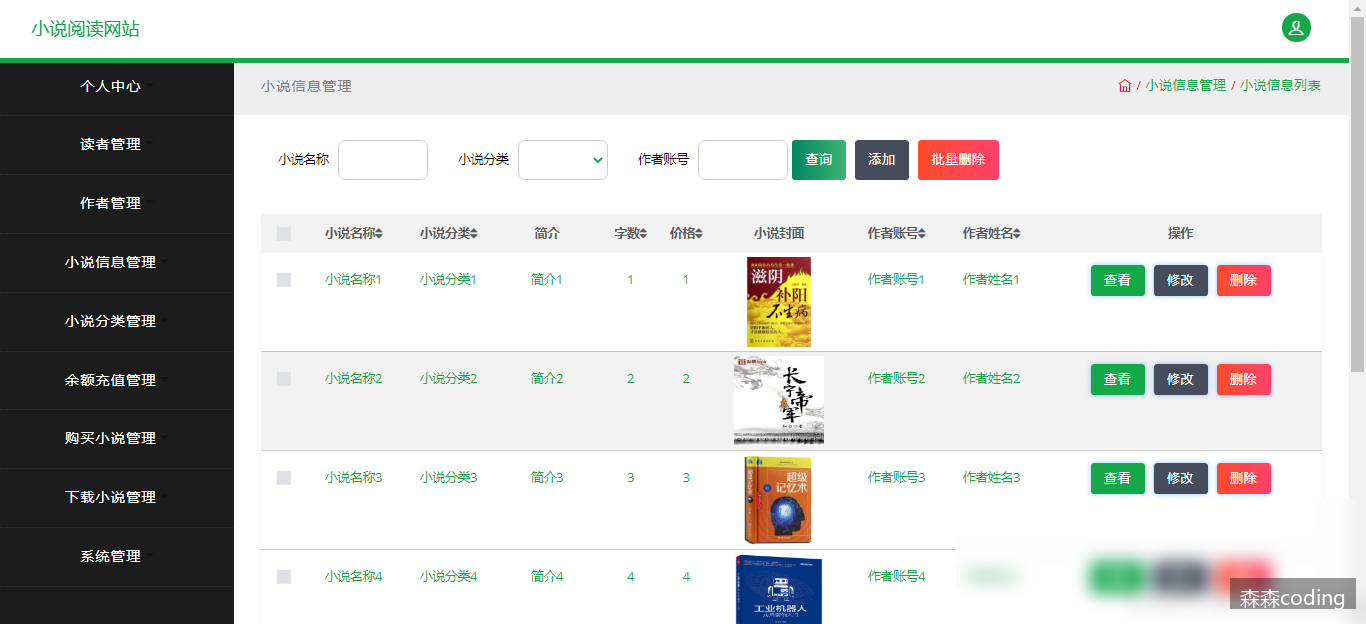 小说阅读网站
个人中心
读者管理
作者管理
小说信息管理
小说分类管理
余额充值管理
购买小说管理
下载小说管理
系统管理
小说信息管理
/ 小说信息管理 / 小说信息列表
小说名称 小说分类 作者账号 查询 添加 批量删除
小说名称 小说分类 简介 字数 价格 小说封面 作者账号 作者姓名 操作
小说名称1 小说分类1 简介1 1 1 作者账号1 作者姓名1 查看 修改 删除
滋阴
补阳
不生病
小说名称2 小说分类2 简介2 2 2 作者账号2 作者姓名2 查看 修改 删除
小说名称3 小说分类3 简介3 3 3 作者账号3 作者姓名3 查看 修改 删除
超级
记忆术
小说名称4 小说分类4 简介4 4 4 作者账号4
工业机器人
森森coding